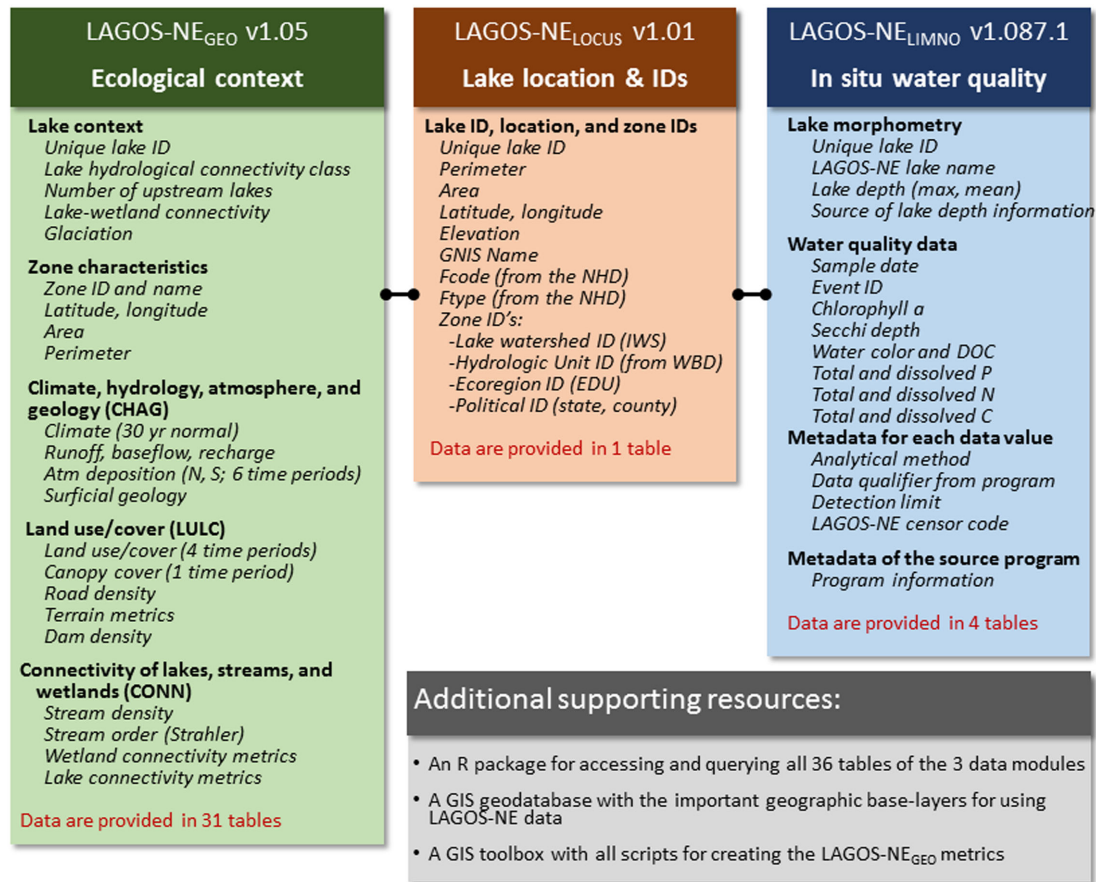 LAGOS-NEGEO v1.05
Ecological context
Lake context
Unique lake ID
Lake hydrological connectivity class
Number of upstream lakes
Lake-wetland connectivity
Glaciation
Zone characteristics
Zone ID and name
Latitude, longitude
Area
Perimeter
Climate, hydrology, atmosphere, and
geology (CHAG)
Climate (30 yr normal)
Runoff, baseflow, recharge
Atm deposition (N, S; 6 time periods)
Surficial geology
Land use/cover (LULC)
Land use/cover (4 time periods)
Canopy cover (1 time period)
Road density
Terrain metrics
Dam density
Connectivity of lakes, streams, and
wetlands (CONN)
Stream density
Stream order (Strahler)
Wetland connectivity metrics
Lake connectivity metrics
Data are provided in 31 tables
LAGOS-NELOCUS v1.01
Lake location & IDs
Lake ID, location, and zone IDs
Unique lake ID
Perimeter
Area
Latitude, longitude
Elevation
GNIS Name
Fcode (from the NHD)
Ftype (from the NHD)
Zone ID's:
-Lake watershed ID (IWS)
-Hydrologic Unit ID (from WBD)
-Ecoregion ID (EDU)
-Political ID (state, county)
Data are provided in 1 table
LAGOS-NELIMNO v1.087.1
In situ water quality
Lake morphometry
Unique lake ID
LAGOS-NE lake name
Lake depth (max, mean)
Source of lake depth information
Water quality data
Sample date
Event ID
Chlorophyll a
Secchi depth
Water color and DOC
Total and dissolved P
Total and dissolved N
Total and dissolved C
Metadata for each data value
Analytical method
Data qualifier from program
Detection limit
LAGOS-NE censor code
Metadata of the source program
Program information
Data are provided in 4 tables
Additional supporting resources:
• An R package for accessing and querying all 36 tables of the 3 data modules
• A GIS geodatabase with the important geographic base-layers for using
LAGOS-NE data
• A GIS toolbox with all scripts for creating the LAGOS-NEGEO metrics